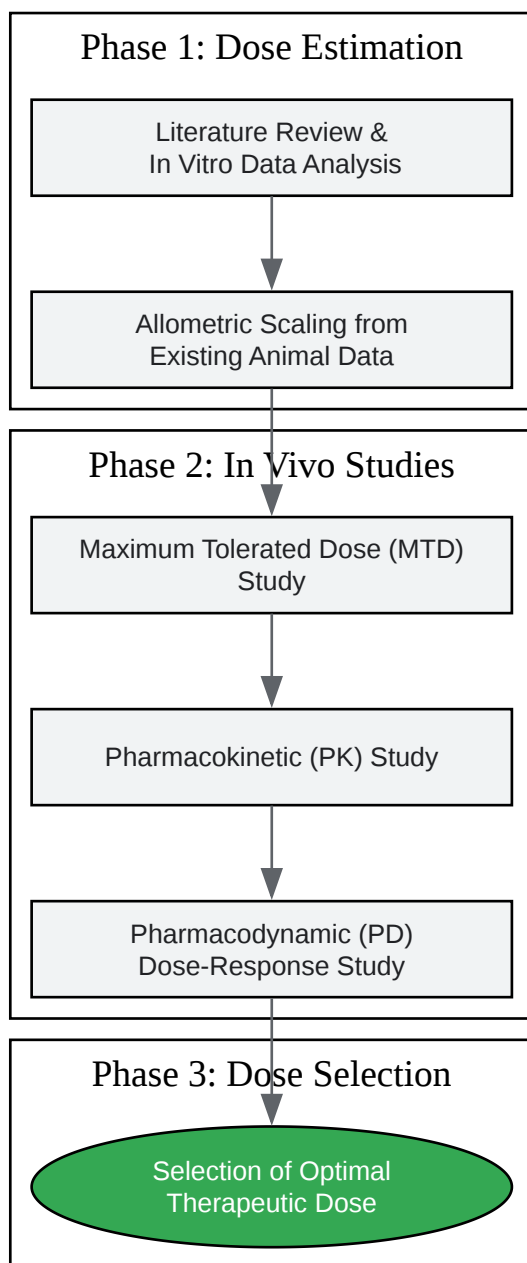 Phase 1: Dose Estimation
Literature Review &
In Vitro Data Analysis
Allometric Scaling from
Existing Animal Data
Phase 2: In Vivo Studies
Maximum Tolerated Dose (MTD)
Study
Pharmacokinetic (PK) Study
Pharmacodynamic (PD)
Dose-Response Study
Phase 3: Dose Selection
Selection of Optimal
Therapeutic Dose